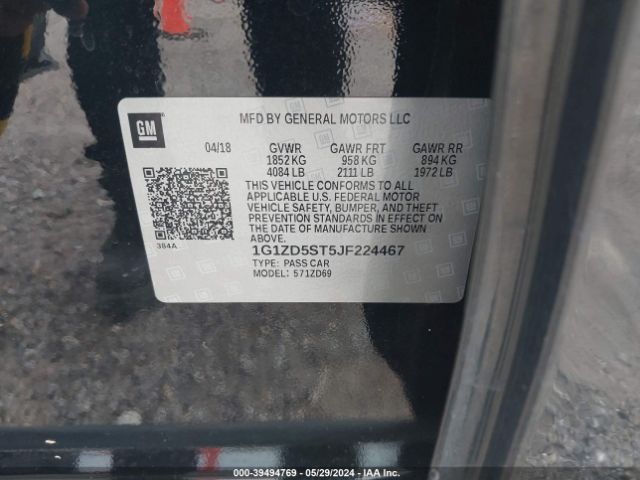 GM
MFD BY GENERAL MOTORS LLC
04/18 GVWR GAWR FRT GAWR RR
1852 KG 958 KG 894 KG
4084 LB 2111 LB 1972 LB
THIS VEHICLE CONFORMS TO ALL
APPLICABLE U.S. FEDERAL MOTOR
VEHICLE SAFETY, BUMPER, AND THEFT
PREVENTION STANDARDS IN EFFECT ON
THE DATE OF MANUFACTURE SHOWN
ABOVE.
384A
1G1ZD5ST5JF224467
TYPE: PASS CAR
MODEL: 571ZD69
000-39494769 - 05/29/2024 - IAA Inc.